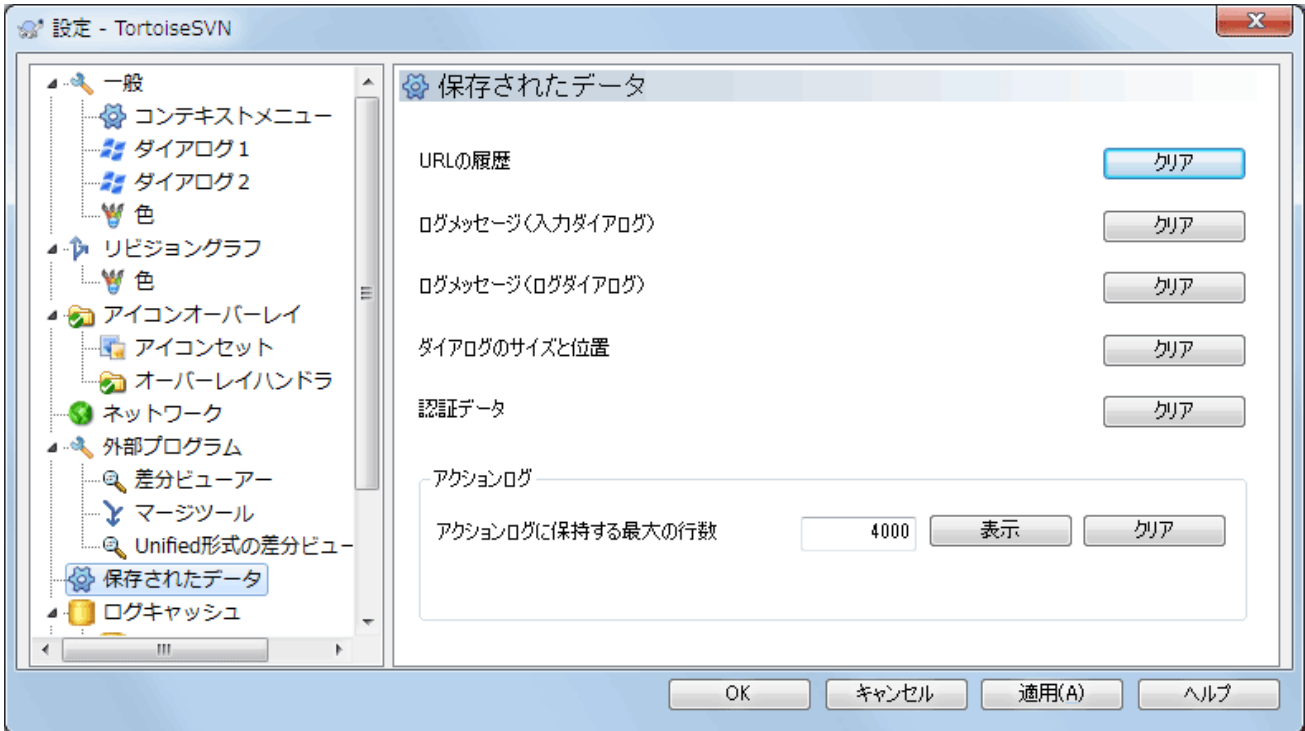 設定 - TortoiseSVN
一般
コンテキストメニュー
ダイアログ1
ダイアログ2
色
リビジョングラフ
色
アイコンオーバーレイ
アイコンセット
オーバーレイハンドラ
ネットワーク
外部プログラム
差分ビューアー
マージツール
Unified形式の差分ビュー
保存されたデータ
ログキャッシュ
保存されたデータ
URLの履歴 クリア
ログメッセージ(入力ダイアログ) クリア
ログメッセージ(ログダイアログ) クリア
ダイアログのサイズと位置 クリア
認証データ クリア
アクションログ
アクションログに保持する最大の行数 4000 表示 クリア
OK キャンセル 適用(A) ヘルプ